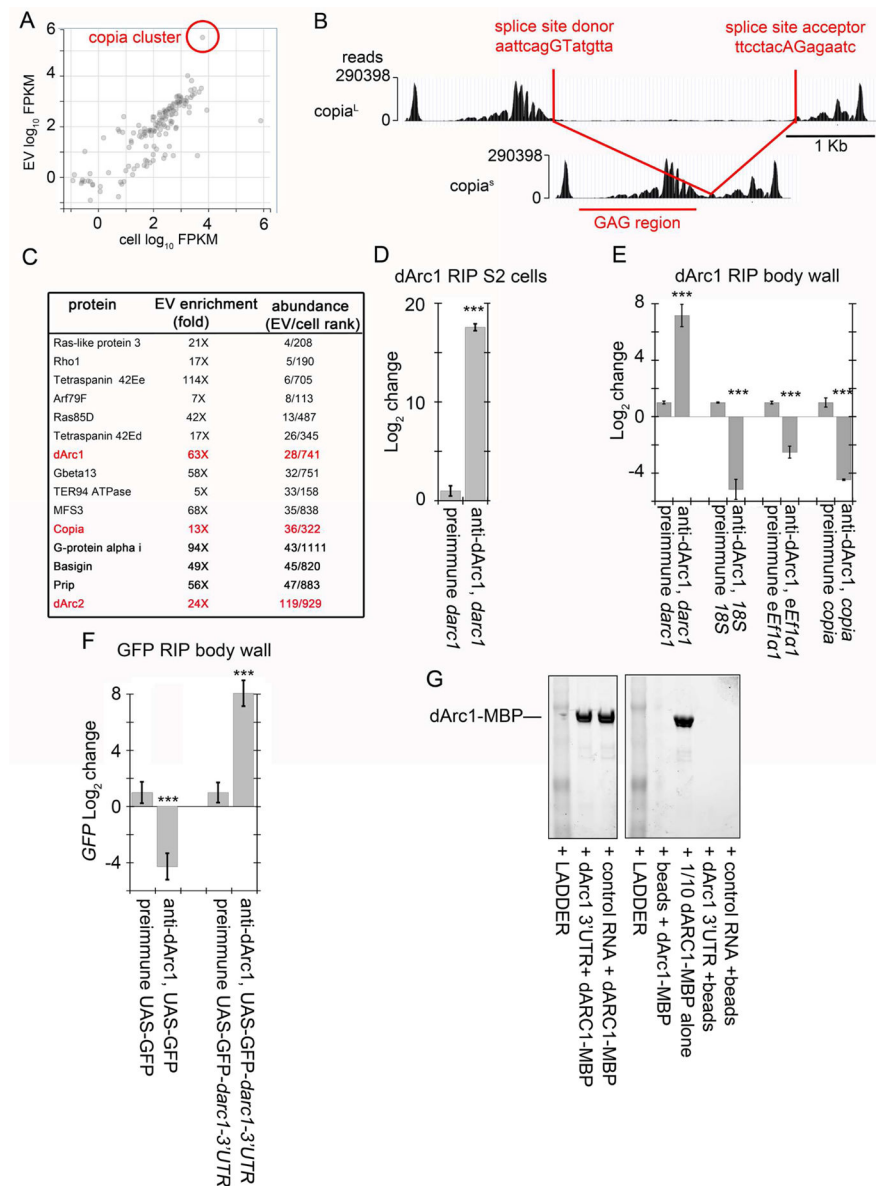 A
copia cluster
6
4
2
0
EV log10 FPKM
0 2 4 6
cell log10 FPKM
B
splice site donor
aattcagGTatgtta
splice site acceptor
ttcctacAGagaatc
reads
290398
copiaL
0
1 Kb
290398
copias
0
GAG region
C
protein EV enrichment (fold) abundance (EV/cell rank)
Ras-like protein 3 21X 4/208
Rho1 17X 5/190
Tetraspanin 42Ee 114X 6/705
Arf79F 7X 8/113
Ras85D 42X 13/487
Tetraspanin 42Ed 17X 26/345
dArc1 63X 28/741
Gbeta13 58X 32/751
TER94 ATPase 5X 33/158
MFS3 68X 35/838
Copia 13X 36/322
G-protein alpha i 94X 43/1111
Basigin 49X 45/820
Prip 56X 47/883
dArc2 24X 119/929
D
dArc1 RIP S2 cells
20
10
0
Log2 change
***
preimmune darc1
anti-dArc1, darc1
E
dArc1 RIP body wall
8
4
0
-4
Log2 change
***
***
***
***
preimmune darc1
anti-dArc1, darc1
preimmune 18S
anti-dArc1, 18S
preimmune eEf1α1
anti-dArc1, eEf1α1
preimmune copia
anti-dArc1, copia
F
GFP RIP body wall
8
4
0
-4
GFP Log2 change
***
***
preimmune UAS-GFP
anti-dArc1, UAS-GFP
preimmune UAS-GFP-darc1-3'UTR
anti-dArc1, UAS-GFP-darc1-3'UTR
G
dArc1-MBP
+ LADDER
+ dArc1 3'UTR+ dARC1-MBP
+ control RNA + dARC1-MBP
+ LADDER
+ beads + dArc1-MBP
+ 1/10 dARC1-MBP alone
+ dArc1 3'UTR +beads
+ control RNA +beads